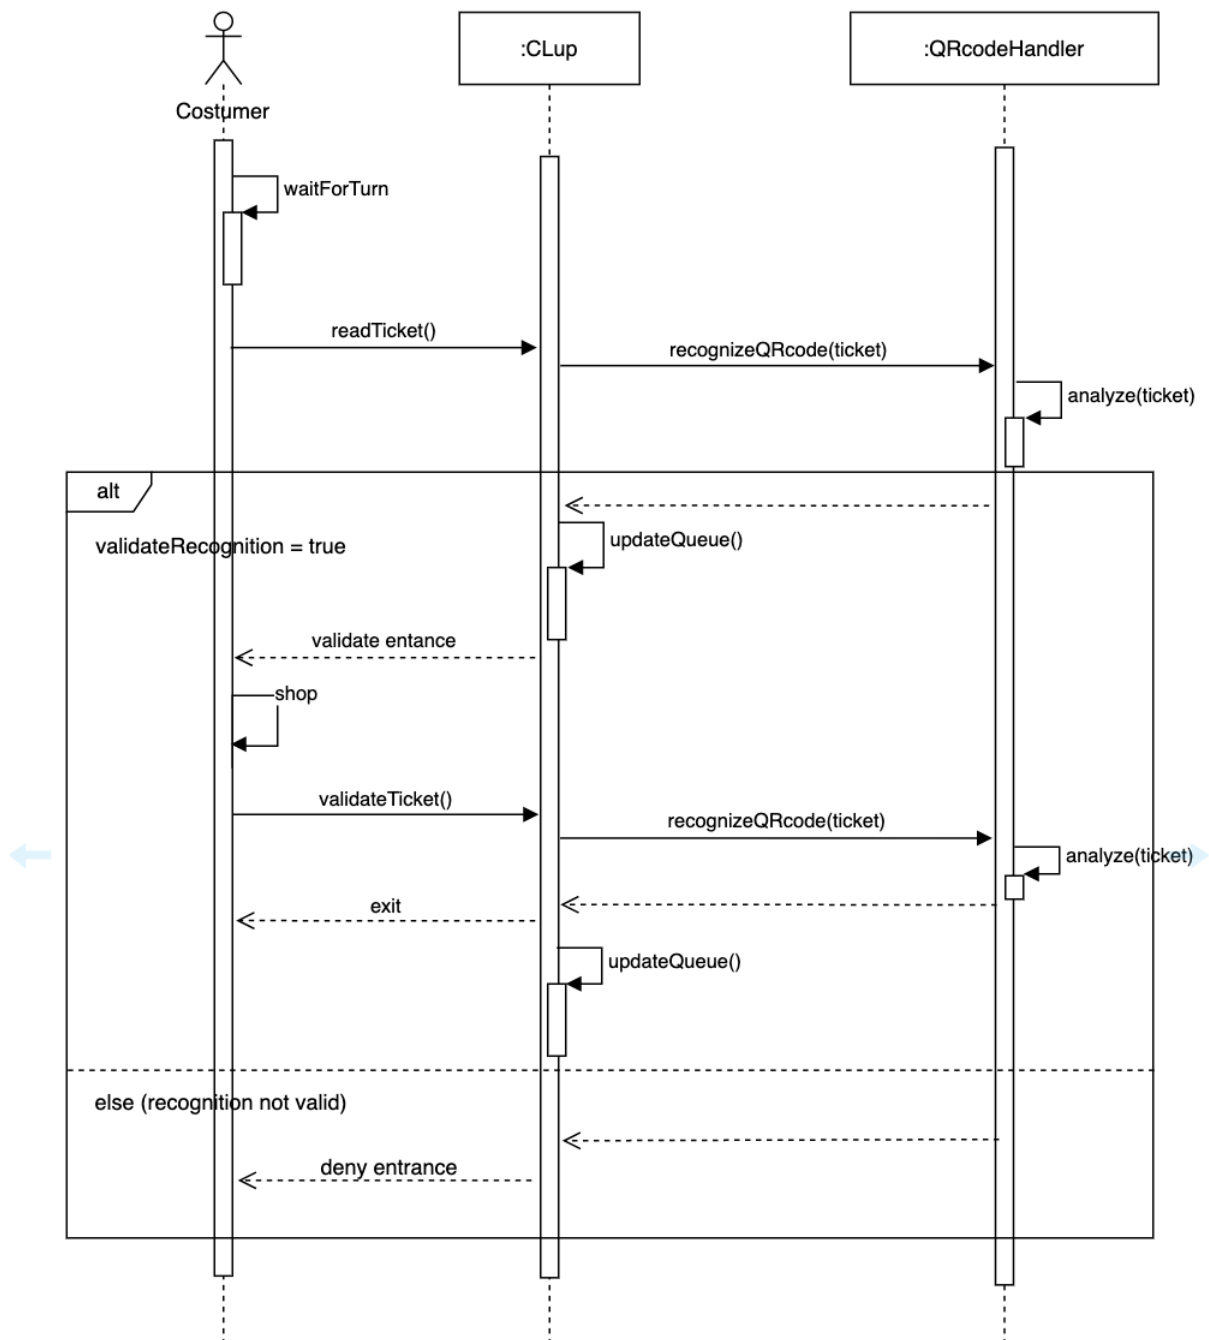 :CLup
:QRcodeHandler
Costumer
waitForTurn
readTicket()
recognizeQRcode(ticket)
analyze(ticket)
alt
validateRecognition = true
updateQueue()
validate entance
shop
validateTicket()
recognizeQRcode(ticket)
analyze(ticket)
exit
updateQueue()
else (recognition not valid)
deny entrance